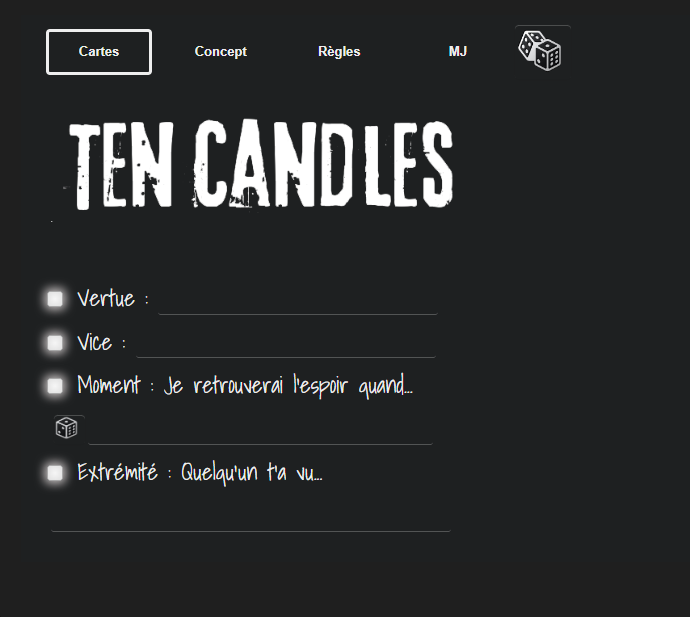 Cartes Concept Règles MJ
TEN CANDLES
Vertue :
Vice :
Moment : Je retrouverai l'espoir quand...
Extrémité : Quelqu'un t'a vu...